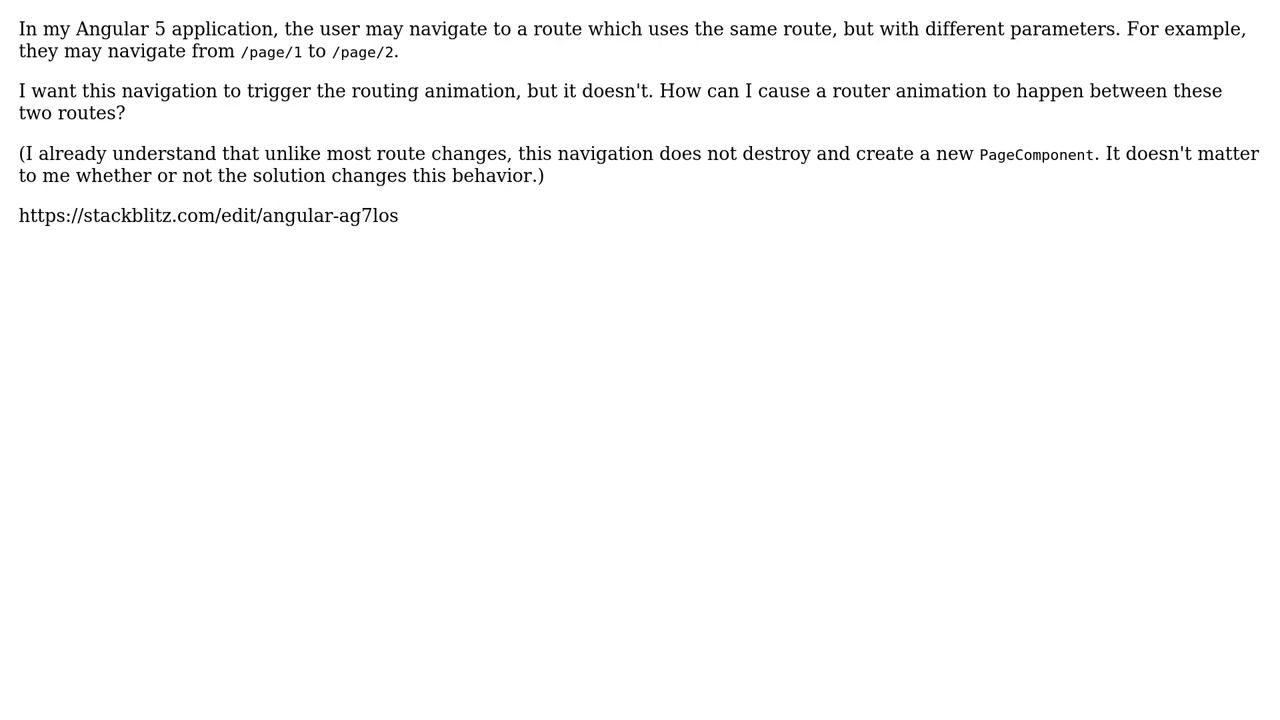 In my Angular 5 application, the user may navigate to a route which uses the same route, but with different parameters. For example,
they may navigate from /page/1 to /page/2.
I want this navigation to trigger the routing animation, but it doesn't. How can I cause a router animation to happen between these
two routes?
(I already understand that unlike most route changes, this navigation does not destroy and create a new PageComponent. It doesn't matter
to me whether or not the solution changes this behavior.)
https://stackblitz.com/edit/angular-ag7los